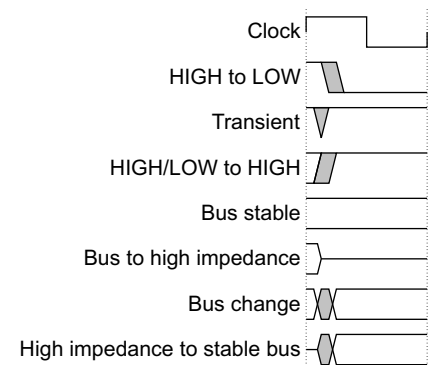 Clock
HIGH to LOW
Transient
HIGH/LOW to HIGH
Bus stable
Bus to high impedance
Bus change
High impedance to stable bus